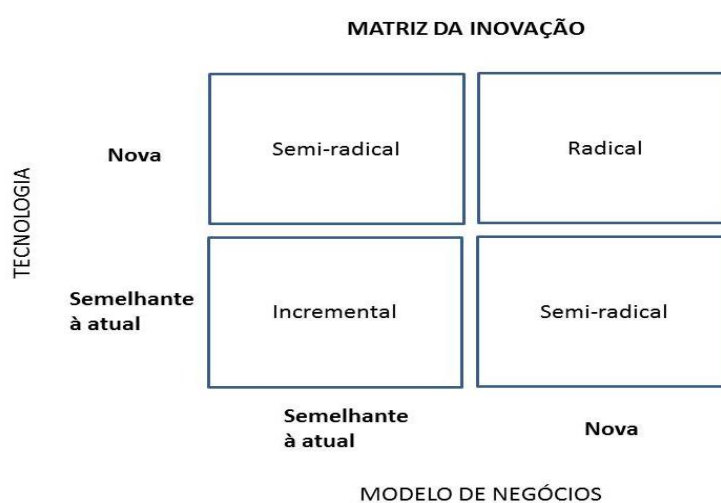 MATRIZ DA INOVAÇÃO
TECNOLOGIA
Nova
Semi-radical
Radical
Semelhante
à atual
Incremental
Semi-radical
Semelhante
à atual
Nova
MODELO DE NEGÓCIOS